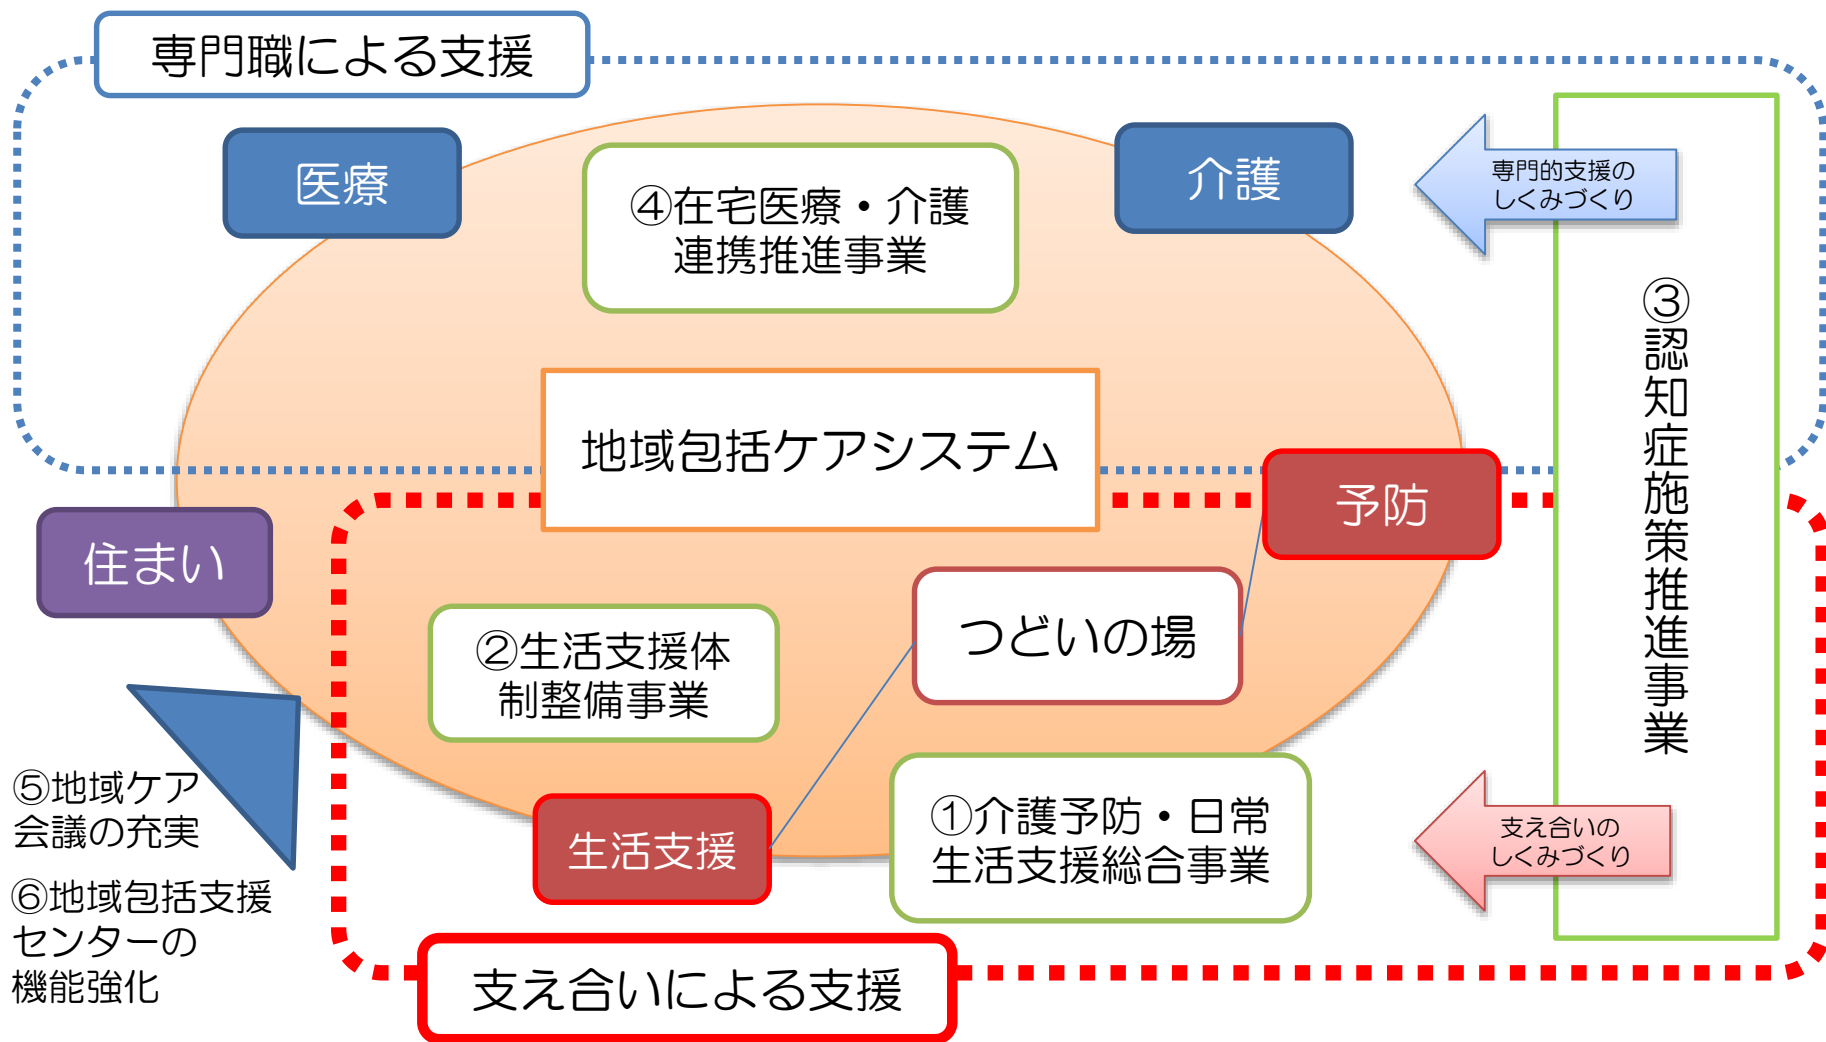 専門職による支援
医療
介護
④在宅医療・介護
連携推進事業
専門的支援の
しくみづくり
③認知症施策推進事業
地域包括ケアシステム
予防
住まい
つどいの場
②生活支援体
制整備事業
⑤地域ケア
会議の充実
生活支援
①介護予防・日常
生活支援総合事業
支え合いの
しくみづくり
⑥地域包括支援
センターの
機能強化
支え合いによる支援